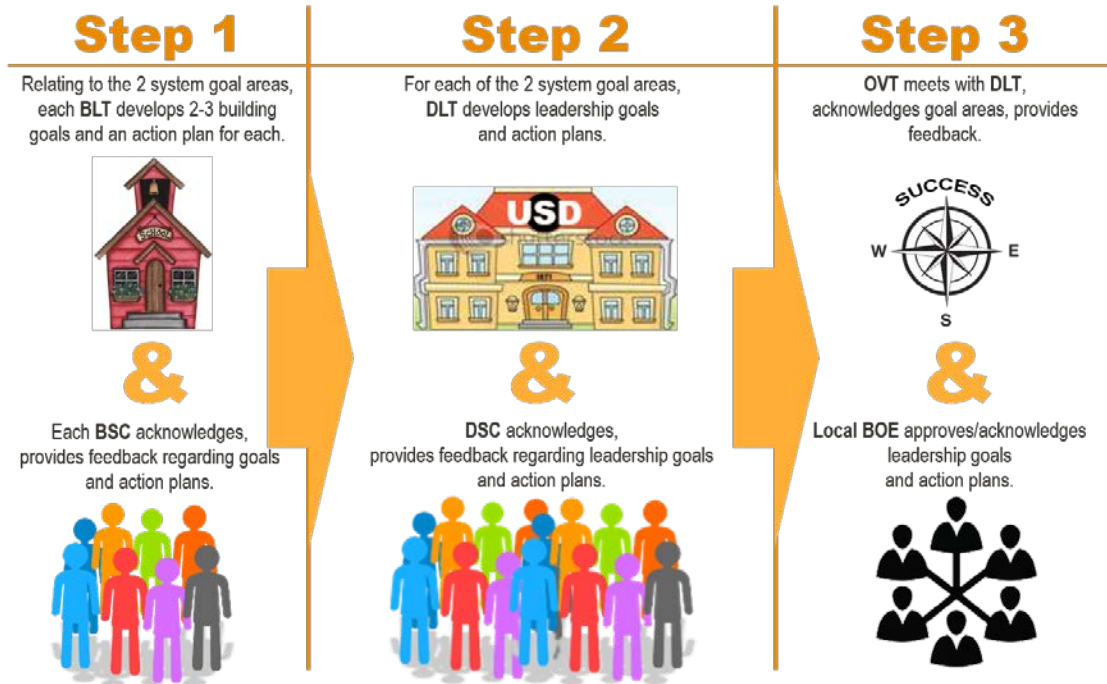 Step 1
Relating to the 2 system goal areas,
each BLT develops 2-3 building
goals and an action plan for each.
School
&
Each BSC acknowledges,
provides feedback regarding goals
and action plans.
Step 2
For each of the 2 system goal areas,
DLT develops leadership goals
and action plans.
USD
&
DSC acknowledges,
provides feedback regarding leadership goals
and action plans.
Step 3
OVT meets with DLT,
acknowledges goal areas, provides
feedback.
SUCCESS
W E
S
&
Local BOE approves/acknowledges
leadership goals
and action plans.